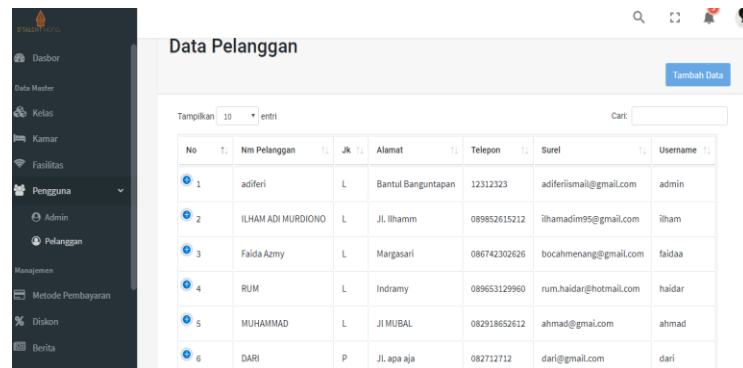 HOTEL
Dasbor
Data Master
Kelas
Kamar
Fasilitas
Pengguna
Admin
Pelanggan
Manajemen
Metode Pembayaran
Diskon
Berita
Data Pelanggan
Tambah Data
Tampilkan 10 entri
Cari:
No Nm Pelanggan Jk Alamat Telepon Surel Username
1 adiferi L Bantul Banguntapan 12312323 adiferiismail@gmail.com admin
2 ILHAM ADI MURDIONO L Jl. Ilhamm 089852615212 ilhamadim95@gmail.com ilham
3 Faida Azmy L Margasari 086742302626 bocahmenang@gmail.com faidaa
4 RUM L Indramy 089653129960 rum.haidar@hotmail.com haidar
5 MUHAMMAD L JI MUBAL 082918652612 ahmad@gmai.com ahmad
6 DARI P Jl. apa aja 082712712 dari@gmail.com dari